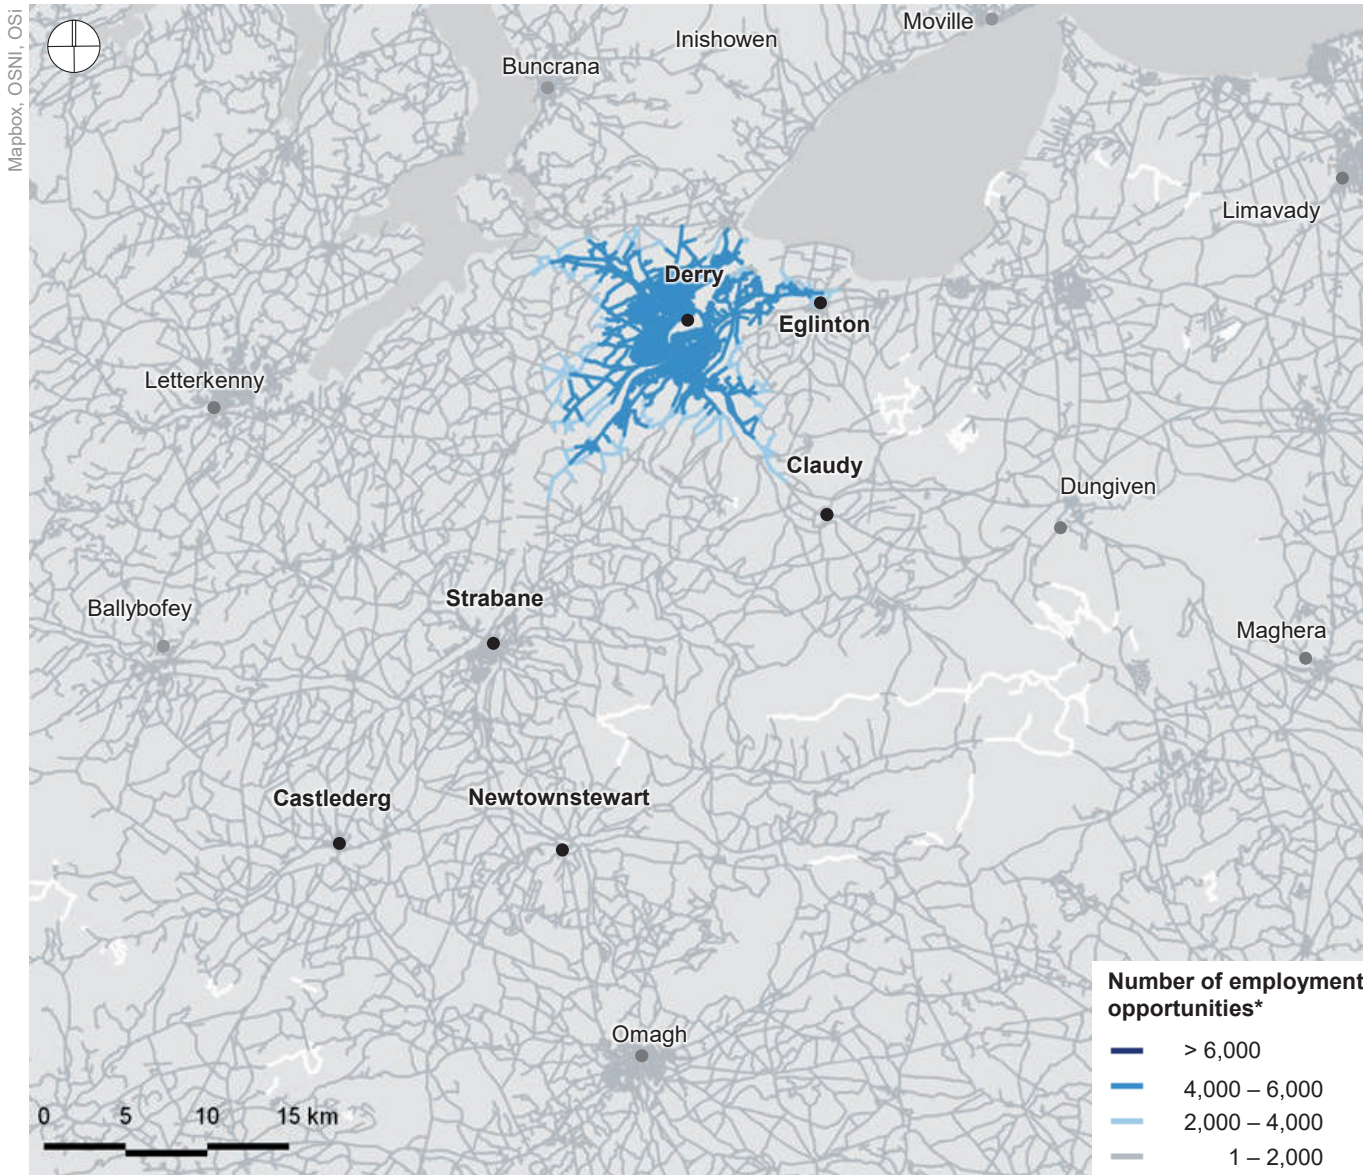 Mapbox, OSNI, OSi
Moville
Inishowen
Buncrana
Limavady
Derry
Eglinton
Letterkenny
Claudy
Dungiven
Strabane
Ballybofey
Maghera
Castlederg
Newtownstewart
Omagh
0 5 10 15 km
Number of employment
opportunities*
> 6,000
4,000 – 6,000
2,000 – 4,000
1 – 2,000